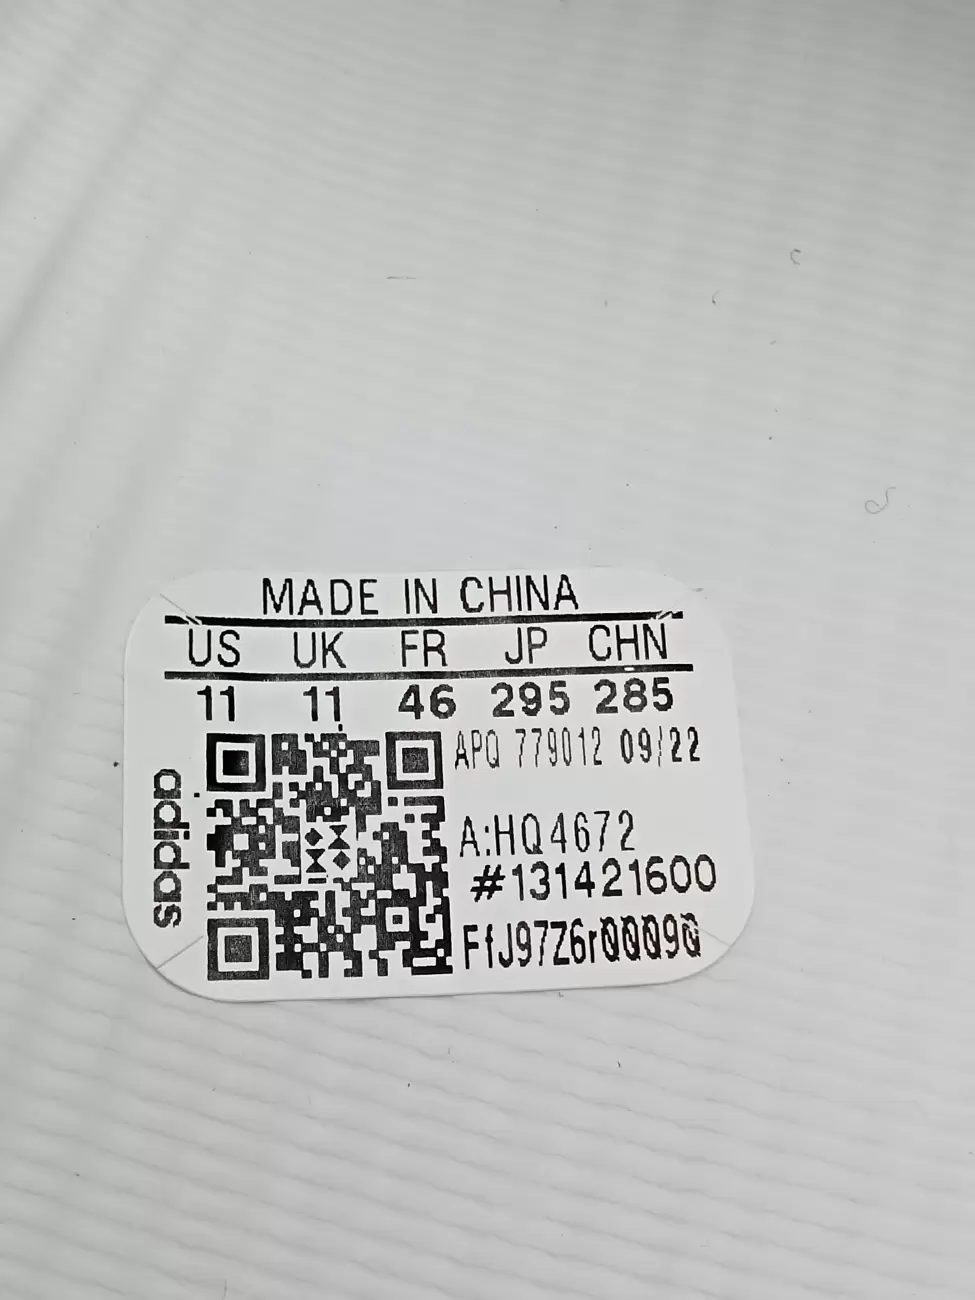 MADE IN CHINA
US UK FR JP CHN
11 11 46 295 285
APQ 779012 09/22
A:HQ4672
#131421600
FfJ97Z6r00090
adidas